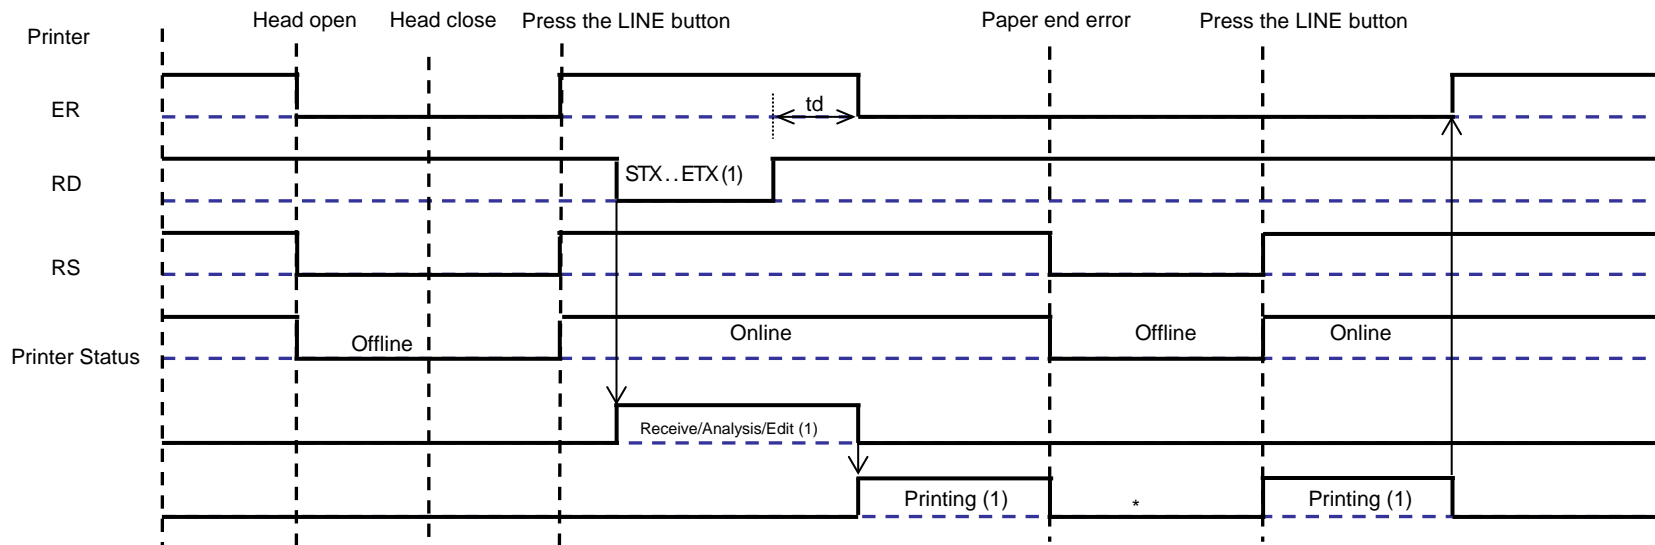 Head open
Head close
Press the LINE button
Paper end error
Press the LINE button
Printer
ER
td
RD
STX..ETX(1)
RS
Printer Status
Offline
Online
Offline
Online
Receive/Analysis/Edit (1)
Printing (1)
*
Printing (1)